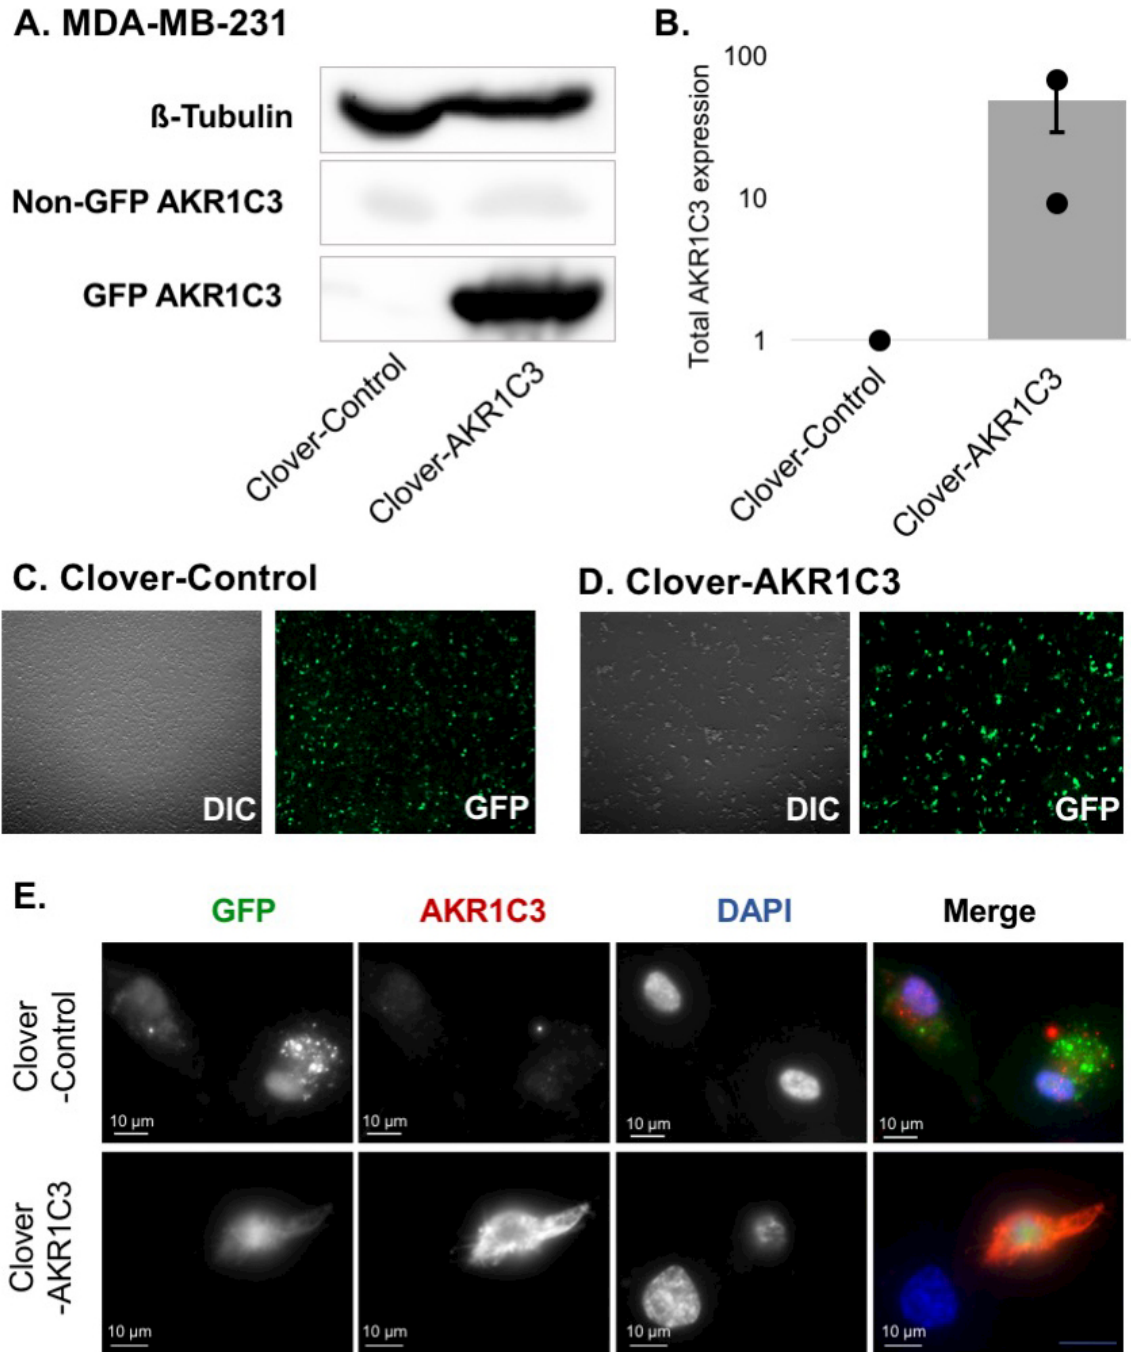 A. MDA-MB-231
ß-Tubulin
Non-GFP AKR1C3
GFP AKR1C3
Clover-Control
Clover-AKR1C3
B.
Total AKR1C3 expression
100
10
1
Clover-Control
Clover-AKR1C3
C. Clover-Control
DIC
GFP
D. Clover-AKR1C3
DIC
GFP
E.
GFP
AKR1C3
DAPI
Merge
Clover
-Control
10 µm
10 µm
10 µm
10 µm
Clover
-AKR1C3
10 µm
10 µm
10 µm
10 µm